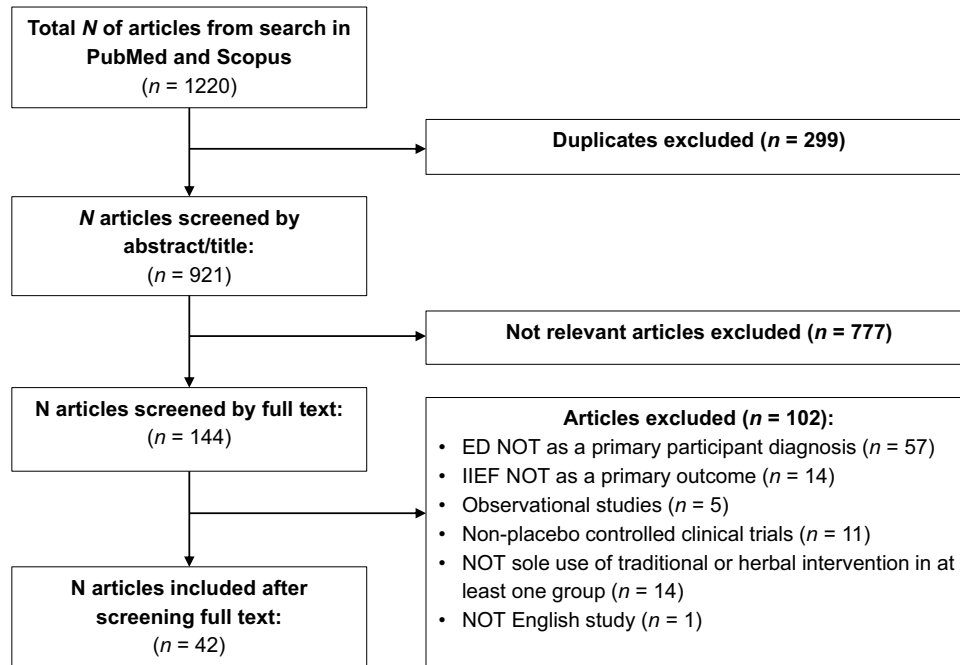 Total N of articles from search in
PubMed and Scopus
(n = 1220)
Duplicates excluded (n = 299)
N articles screened by
abstract/title:
(n = 921)
Not relevant articles excluded (n = 777)
N articles screened by full text:
(n = 144)
Articles excluded (n = 102):
• ED NOT as a primary participant diagnosis (n = 57)
• IIEF NOT as a primary outcome (n = 14)
• Observational studies (n = 5)
• Non-placebo controlled clinical trials (n = 11)
• NOT sole use of traditional or herbal intervention in at
least one group (n = 14)
• NOT English study (n = 1)
N articles included after
screening full text:
(n = 42)